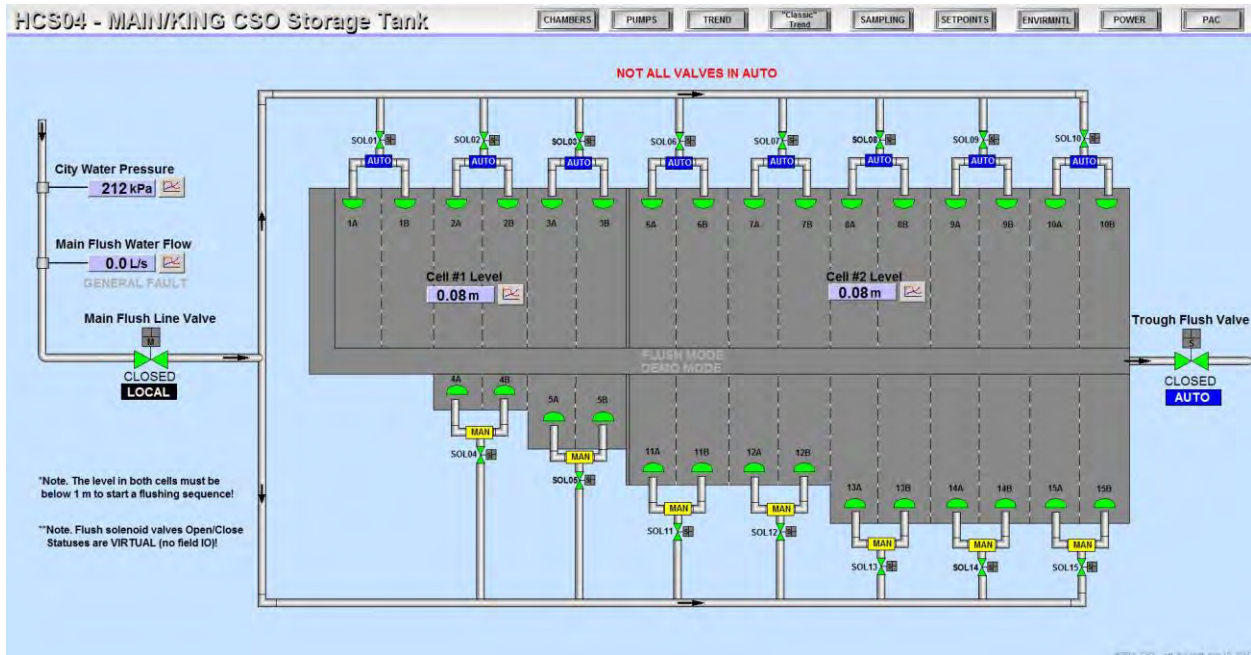 HCS04 - MAIN/KING CSO Storage Tank
CHAMBERS
PUMPS
TREND
"Classic"
Trend
SAMPLING
SETPOINTS
ENVIRMNTL
POWER
PAC
NOT ALL VALVES IN AUTO
SOL01
SOL02
SOL03
SOL06
SOL07
SOL08
SOL09
SOL10
AUTO
AUTO
AUTO
AUTO
AUTO
AUTO
AUTO
AUTO
City Water Pressure
212 kPa
1A
1B
2A
2B
3A
3B
6A
6B
7A
7B
8A
8B
9A
9B
10A
10B
Main Flush Water Flow
0.0 L/s
GENERAL FAULT
Cell #1 Level
0.08 m
Cell #2 Level
0.08 m
Main Flush Line Valve
M
CLOSED
LOCAL
FLUSH MODE
DEMO MODE
Trough Flush Valve
S
CLOSED
AUTO
4A
4B
5A
5B
MAN
SOL04
MAN
SOL05
11A
11B
12A
12B
MAN
MAN
SOL11
SOL12
13A
13B
14A
14B
15A
15B
MAN
MAN
MAN
SOL13
SOL14
SOL15
*Note. The level in both cells must be
below 1 m to start a flushing sequence!
**Note. Flush solenoid valves Open/Close
Statuses are VIRTUAL (no field IO)!